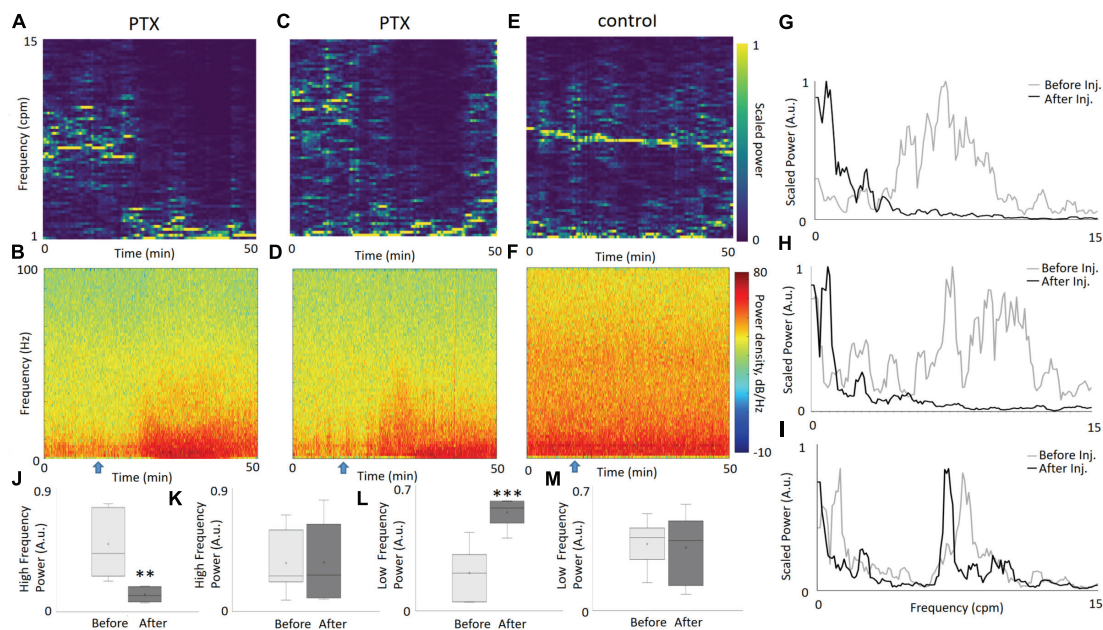 A PTX C PTX E control G
15
Frequency (cpm)
1
0 Time (min) 50
0 Time (min) 50
0 Time (min) 50
1
Scaled power
0
1
Scaled Power (A.u.)
0
0 15
Before Inj.
After Inj.
B D F H
100
Frequency (Hz)
0
0 Time (min) 50
0 Time (min) 50
0 Time (min) 50
80
Power density, dB/Hz
-10
1
Scaled Power (A.u.)
0
0 15
Before Inj.
After Inj.
I
1
Scaled Power (A.u.)
0
0 Frequency (cpm) 15
Before Inj.
After Inj.
J
0.9
High Frequency
Power (A.u.)
0
**
Before After
K
0.9
High Frequency
Power (A.u.)
0
Before After
L
0.7
Low Frequency
Power (A.u.)
0
***
Before After
M
0.7
Low Frequency
Power (A.u.)
0
Before After